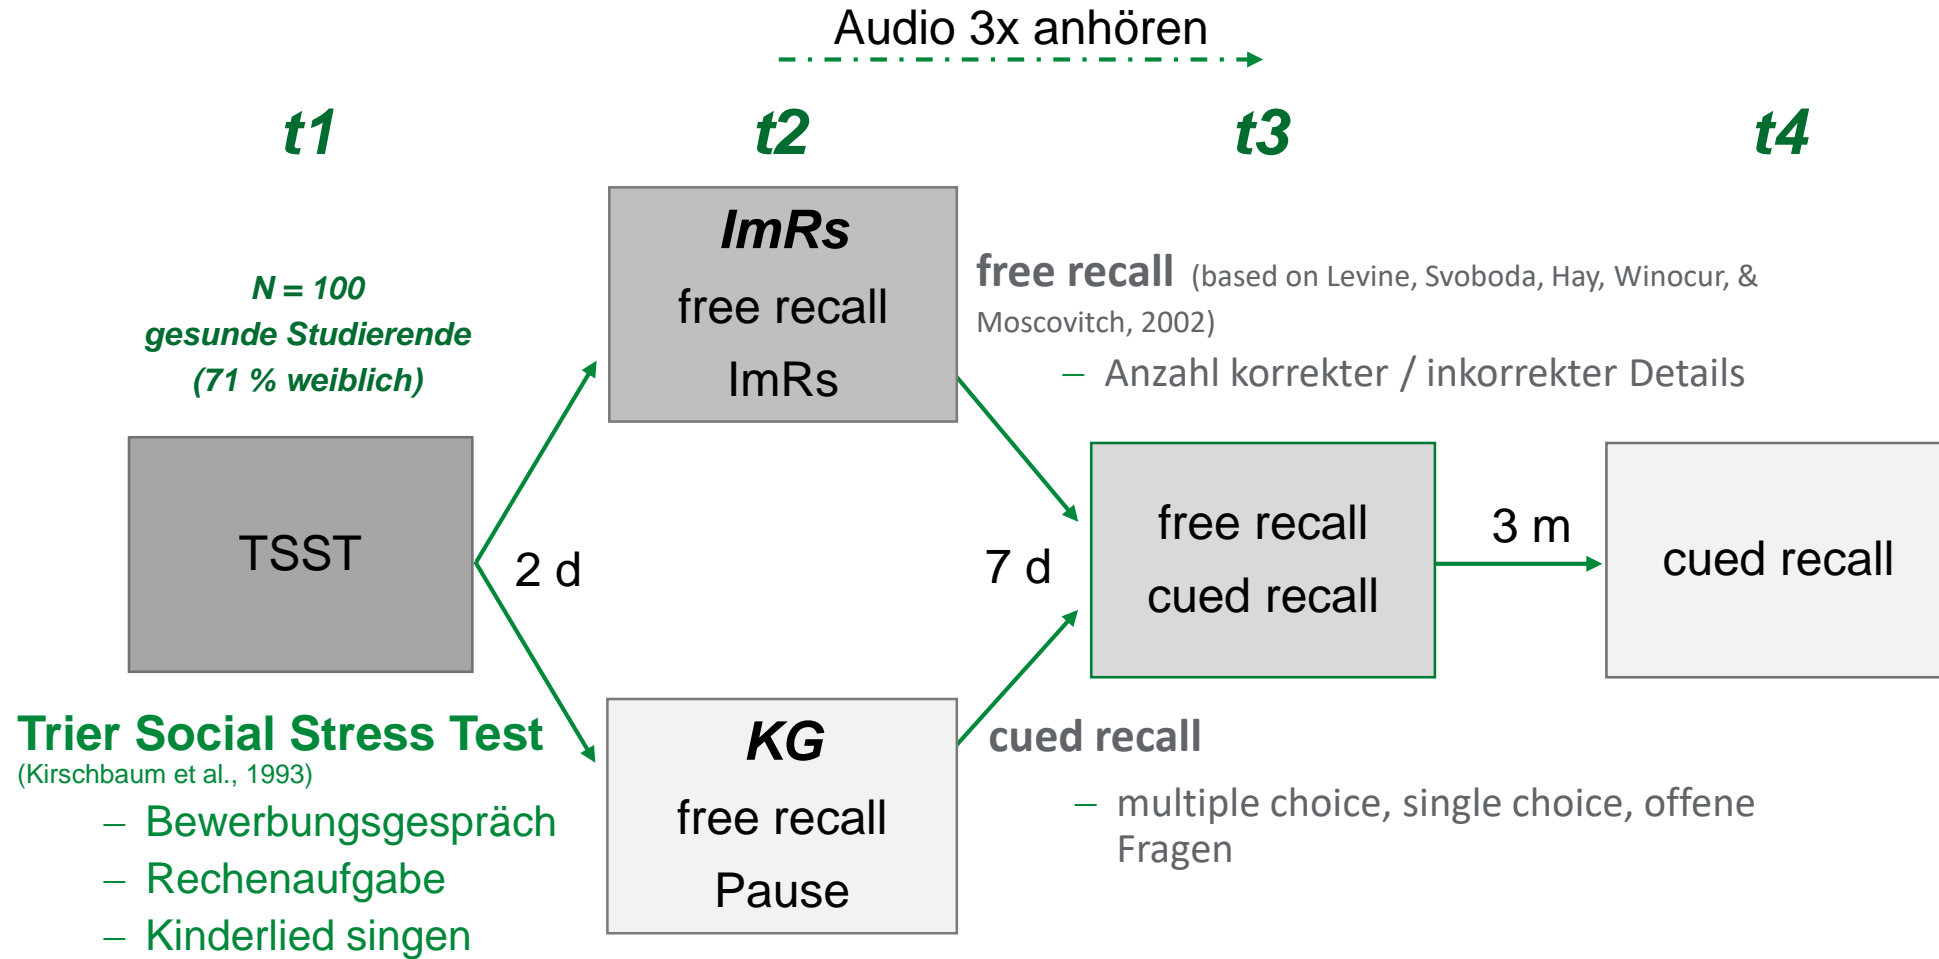 Audio 3x anhören
t1
t2
t3
t4
N = 100
gesunde Studierende
(71 % weiblich)
TSST
Trier Social Stress Test
(Kirschbaum et al., 1993)
– Bewerbungsgespräch
– Rechenaufgabe
– Kinderlied singen
2 d
ImRs
free recall
ImRs
KG
free recall
Pause
free recall (based on Levine, Svoboda, Hay, Winocur, &
Moscovitch, 2002)
– Anzahl korrekter / inkorrekter Details
7 d
free recall
cued recall
cued recall
– multiple choice, single choice, offene
Fragen
3 m
cued recall